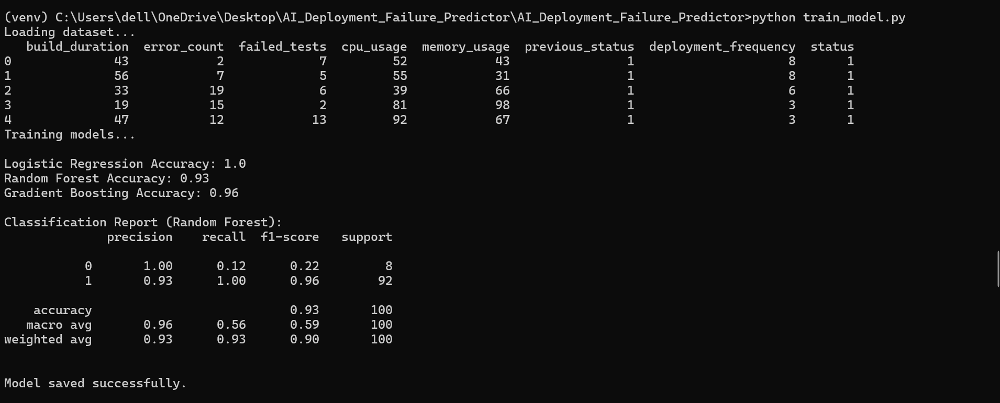 (venv) C:\Users\dell\OneDrive\Desktop\AI_Deployment_Failure_Predictor\AI_Deployment_Failure_Predictor>python train_model.py
Loading dataset...
   build_duration  error_count  failed_tests  cpu_usage  memory_usage  previous_status  deployment_frequency  status
0              43            2             7         52            43                1                     8       1
1              56            7             5         55            31                1                     8       1
2              33           19             6         39            66                1                     6       1
3              19           15             2         81            98                1                     3       1
4              47           12            13         92            67                1                     3       1
Training models...

Logistic Regression Accuracy: 1.0
Random Forest Accuracy: 0.93
Gradient Boosting Accuracy: 0.96

Classification Report (Random Forest):
              precision    recall  f1-score   support

           0       1.00      0.12      0.22         8
           1       0.93      1.00      0.96        92

    accuracy                           0.93       100
   macro avg       0.96      0.56      0.59       100
weighted avg       0.93      0.93      0.90       100


Model saved successfully.